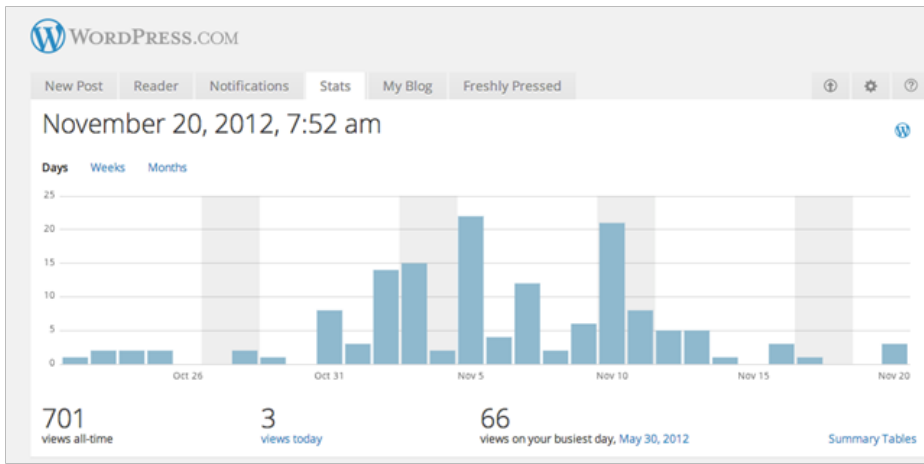 WORDPRESS.COM
New Post Reader Notifications Stats My Blog Freshly Pressed
November 20, 2012, 7:52 am
Days Weeks Months
25
20
15
10
5
0
Oct 26 Oct 31 Nov 5 Nov 10 Nov 15 Nov 20
701 3 66
views all-time views today views on your busiest day, May 30, 2012 Summary Tables